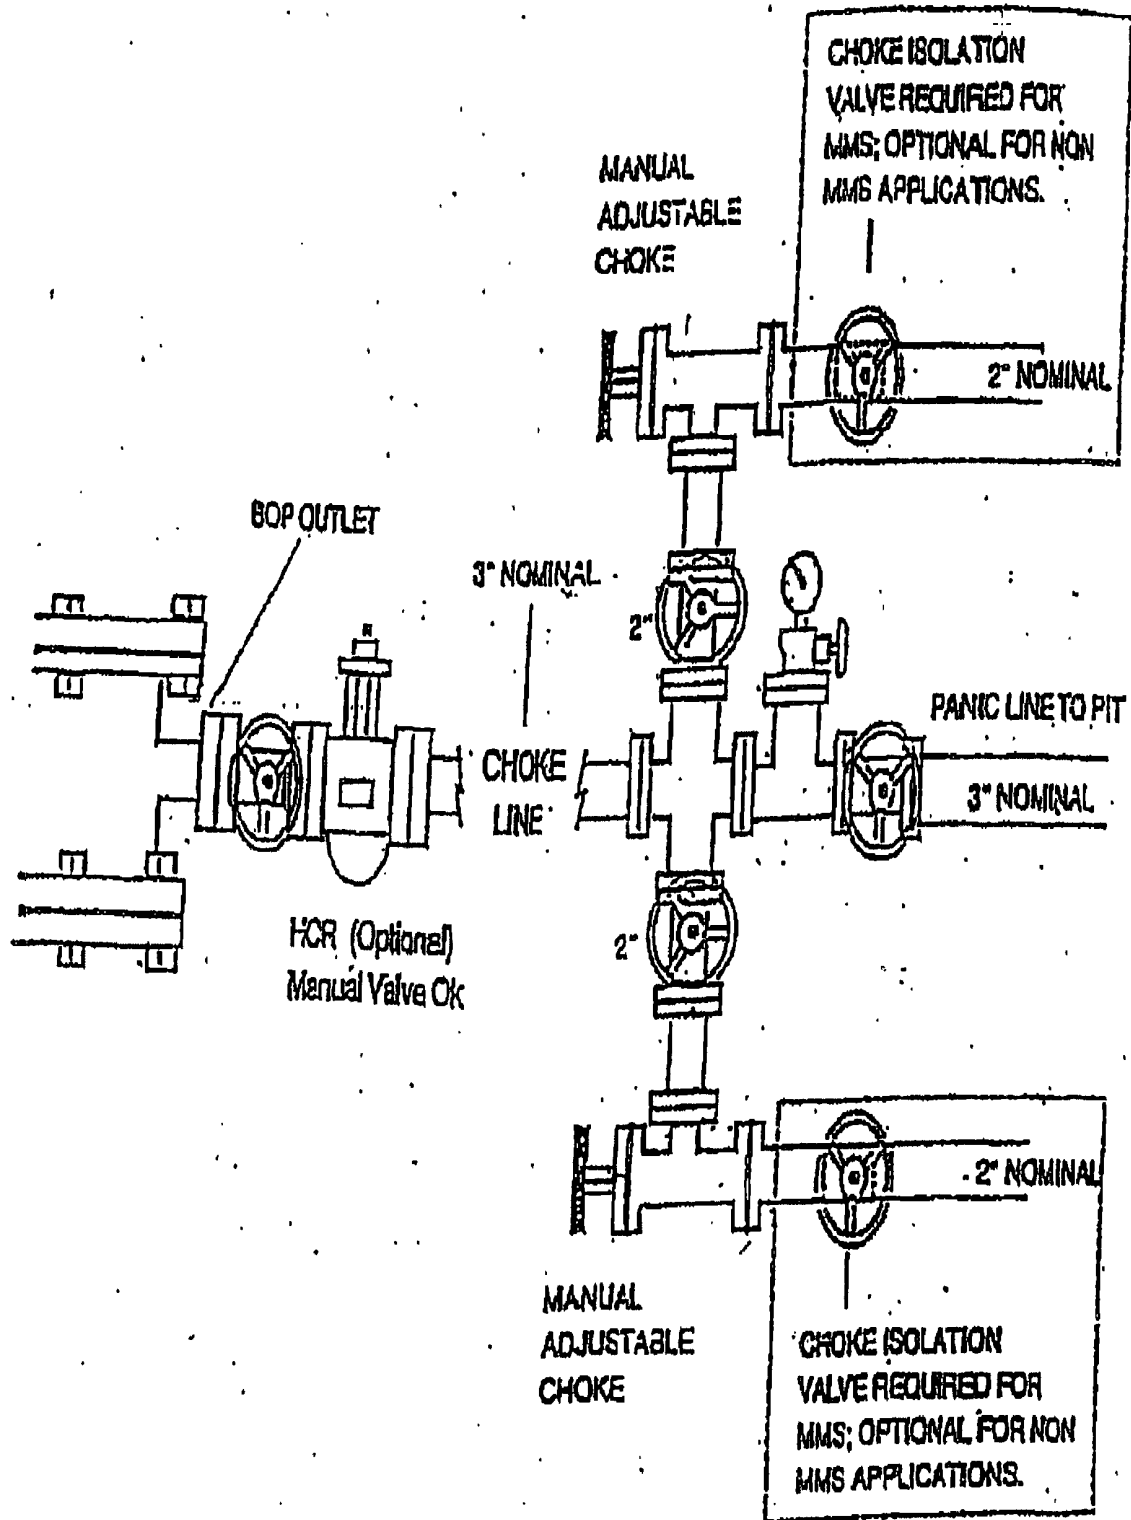 CHOKE ISOLATION
VALVE REQUIRED FOR
MMS; OPTIONAL FOR NON
MMS APPLICATIONS.
MANUAL
ADJUSTABLE
CHOKE
2" NOMINAL
BOP OUTLET
3" NOMINAL
2"
PANIC LINE TO PIT
CHOKE
LINE
3" NOMINAL
HCR (Optional)
Manual Valve OK
2"
2" NOMINAL
MANUAL
ADJUSTABLE
CHOKE
CHOKE ISOLATION
VALVE REQUIRED FOR
MMS; OPTIONAL FOR NON
MMS APPLICATIONS.